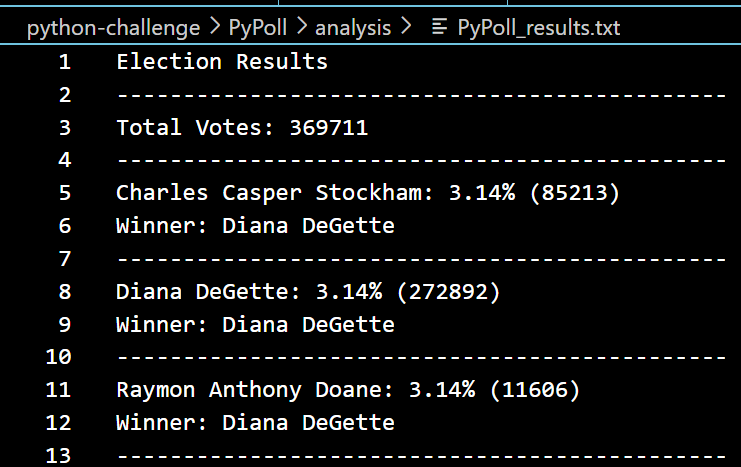 python-challenge > PyPoll > analysis > PyPoll_results.txt
1 Election Results
2 ----------------------------------------------
3 Total Votes: 369711
4 ----------------------------------------------
5 Charles Casper Stockham: 3.14% (85213)
6 Winner: Diana DeGette
7 ----------------------------------------------
8 Diana DeGette: 3.14% (272892)
9 Winner: Diana DeGette
10 ----------------------------------------------
11 Raymon Anthony Doane: 3.14% (11606)
12 Winner: Diana DeGette
13 ----------------------------------------------